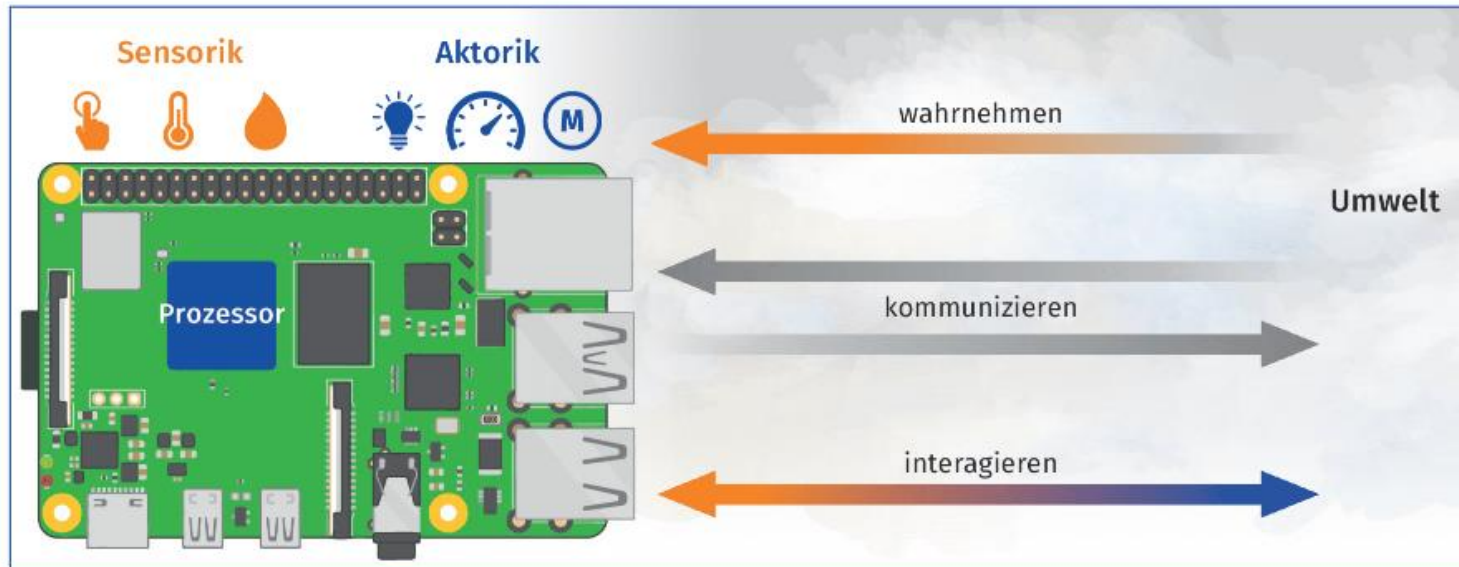 Sensorik
Aktorik
M
wahrnehmen
Umwelt
Prozessor
kommunizieren
interagieren